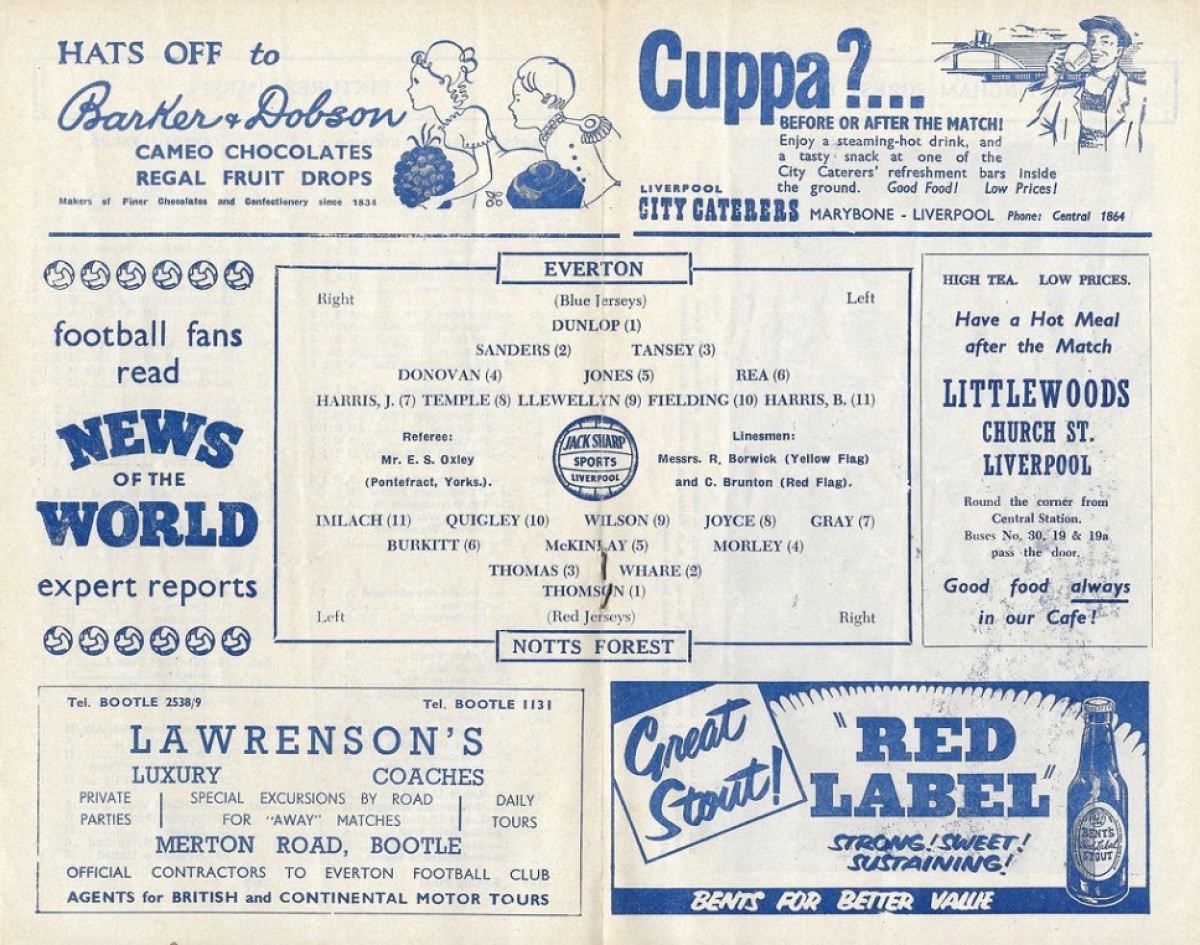 HATS OFF to
Barker & Dobson
CAMEO CHOCOLATES
REGAL FRUIT DROPS
Makers of Finer Chocolates and Confectionery since 1834
Cuppa?....
BEFORE OR AFTER THE MATCH!
Enjoy a steaming-hot drink, and
a tasty snack at one of the
City Caterers' refreshment bars inside
the ground. Good Food! Low Prices!
LIVERPOOL
CITY CATERERS MARYBONE - LIVERPOOL Phone: Central 1864
football fans
read
NEWS
OF THE
WORLD
expert reports
EVERTON
Right (Blue Jerseys) Left
DUNLOP (1)
SANDERS (2) TANSEY (3)
DONOVAN (4) JONES (5) REA (6)
HARRIS, J. (7) TEMPLE (8) LLEWELLYN (9) FIELDING (10) HARRIS, B. (11)
Referee:
Mr. E. S. Oxley
(Pontefract, Yorks.).
JACK SHARP
SPORTS
LIVERPOOL
Linesmen:
Messrs. R. Borwick (Yellow Flag)
and C. Brunton (Red Flag).
IMLACH (11) QUIGLEY (10) WILSON (9) JOYCE (8) GRAY (7)
BURKITT (6) McKINLAY (5) MORLEY (4)
THOMAS (3) WHARE (2)
THOMSON (1)
Left (Red Jerseys) Right
NOTTS FOREST
HIGH TEA. LOW PRICES.
Have a Hot Meal
after the Match
LITTLEWOODS
CHURCH ST.
LIVERPOOL
Round the corner from
Central Station.
Buses No. 30, 19 & 19a
pass the door.
Good food always
in our Cafe!
Tel. BOOTLE 2538/9 Tel. BOOTLE 1131
LAWRENSON'S
LUXURY COACHES
PRIVATE
PARTIES
SPECIAL EXCURSIONS BY ROAD
FOR "AWAY" MATCHES
DAILY
TOURS
MERTON ROAD, BOOTLE
OFFICIAL CONTRACTORS TO EVERTON FOOTBALL CLUB
AGENTS for BRITISH and CONTINENTAL MOTOR TOURS
Great
Stout!
"RED
LABEL"
STRONG! SWEET!
SUSTAINING!
BENT'S
Red Label
STOUT
BENTS FOR BETTER VALUE